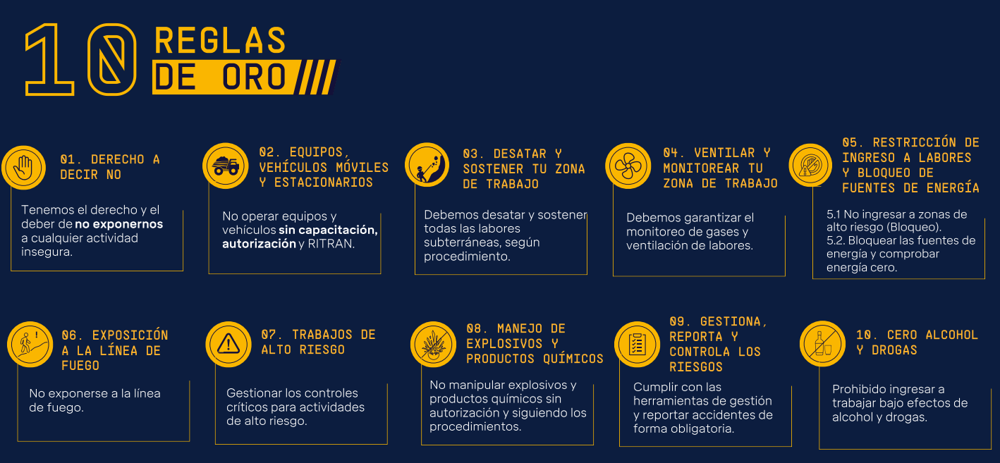 10 REGLAS
DE ORO
01. DERECHO A
DECIR NO
Tenemos el derecho y el
deber de no exponernos
a cualquier actividad
insegura.
02. EQUIPOS,
VEHÍCULOS MÓVILES
Y ESTACIONARIOS
No operar equipos y
vehículos sin capacitación,
autorización y RITRAN.
03. DESATAR Y
SOSTENER TU ZONA
DE TRABAJO
Debemos desatar y sostener
todas las labores
subterráneas, según
procedimiento.
04. VENTILAR Y
MONITOREAR TU
ZONA DE TRABAJO
Debemos garantizar el
monitoreo de gases y
ventilación de labores.
05. RESTRICCIÓN DE
INGRESO A LABORES
Y BLOQUEO DE
FUENTES DE ENERGÍA
5.1 No ingresar a zonas de
alto riesgo (Bloqueo).
5.2. Bloquear las fuentes de
energía y comprobar
energía cero.
06. EXPOSICIÓN
A LA LÍNEA DE
FUEGO
No exponerse a la línea
de fuego.
07. TRABAJOS DE
ALTO RIESGO
Gestionar los controles
críticos para actividades
de alto riesgo.
08. MANEJO DE
EXPLOSIVOS Y
PRODUCTOS QUÍMICOS
No manipular explosivos y
productos químicos sin
autorización y siguiendo los
procedimientos.
09. GESTIONA,
REPORTA Y
CONTROLA LOS
RIESGOS
Cumplir con las
herramientas de gestión
y reportar accidentes de
forma obligatoria.
10. CERO ALCOHOL
Y DROGAS
Prohibido ingresar a
trabajar bajo efectos de
alcohol y drogas.